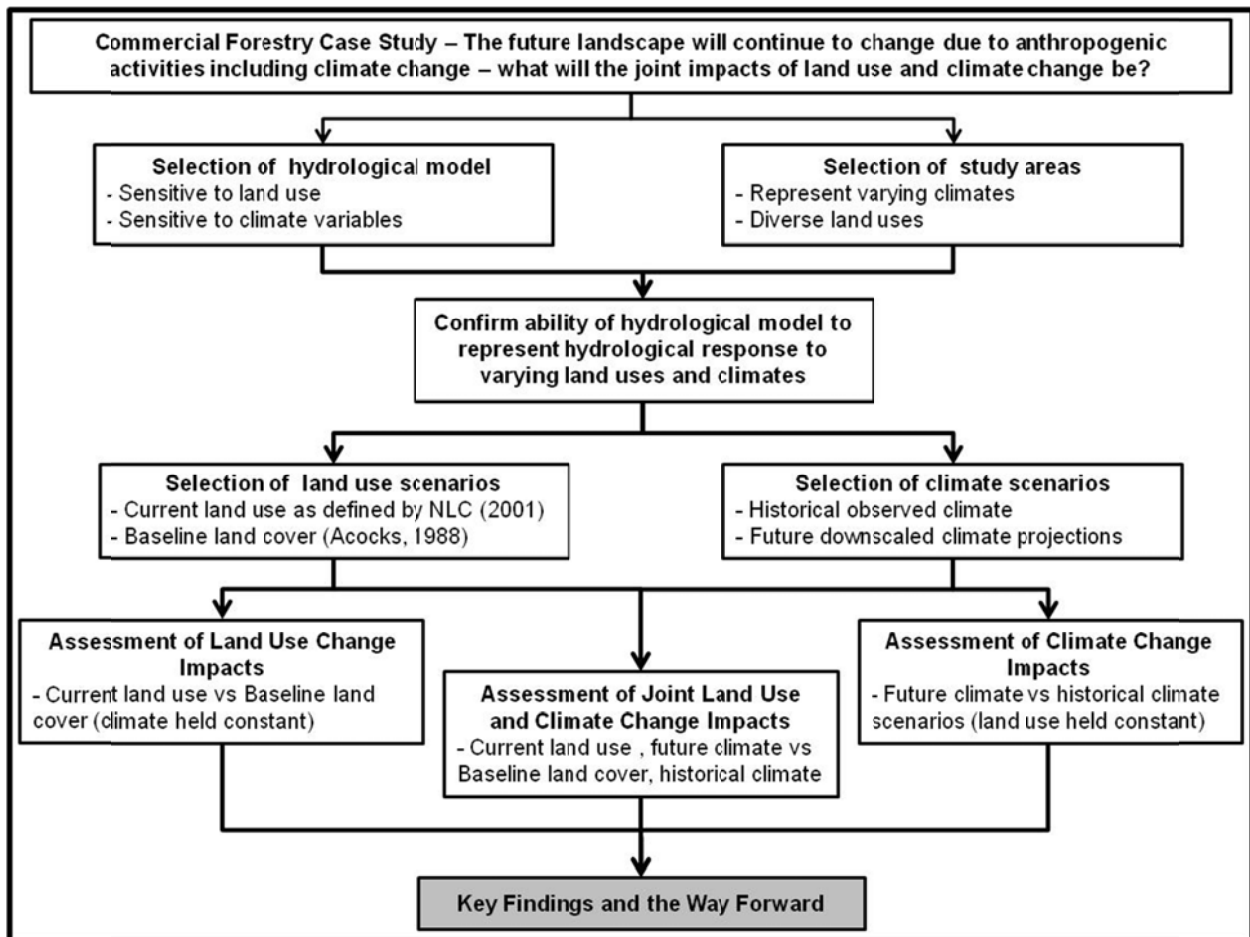 Commercial Forestry Case Study – The future landscape will continue to change due to anthropogenic
activities including climate change – what will the joint impacts of land use and climate change be?
Selection of hydrological model
- Sensitive to land use
- Sensitive to climate variables
Selection of study areas
- Represent varying climates
- Diverse land uses
Confirm ability of hydrological model to
represent hydrological response to
varying land uses and climates
Selection of land use scenarios
- Current land use as defined by NLC (2001)
- Baseline land cover (Acocks, 1988)
Selection of climate scenarios
- Historical observed climate
- Future downscaled climate projections
Assessment of Land Use Change
Impacts
- Current land use vs Baseline land
cover (climate held constant)
Assessment of Joint Land Use
and Climate Change Impacts
- Current land use , future climate vs
Baseline land cover, historical climate
Assessment of Climate Change
Impacts
- Future climate vs historical climate
scenarios (land use held constant)
Key Findings and the Way Forward